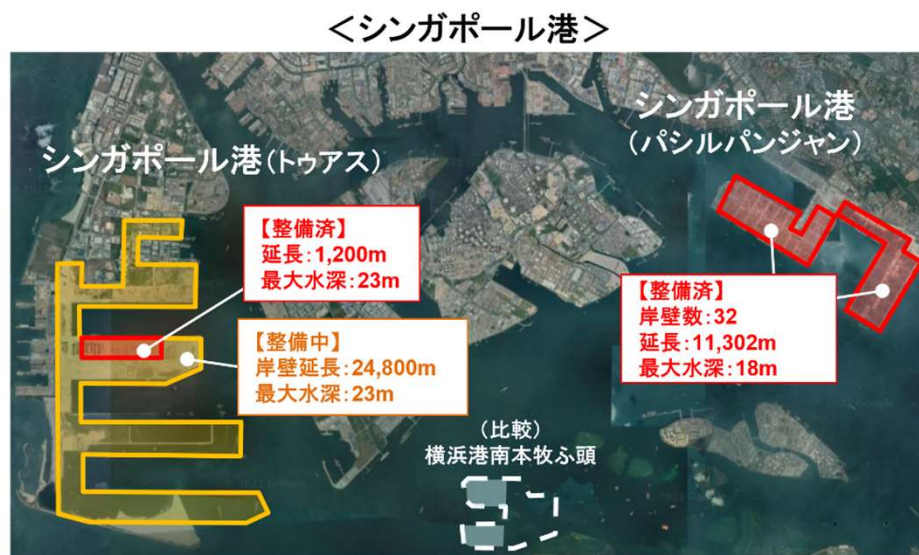 ＜シンガポール港＞
シンガポール港（トゥアス）
シンガポール港
（パシルパンジャン）
【整備済】
延長：1,200m
最大水深：23m
【整備中】
岸壁延長：24,800m
最大水深：23m
【整備済】
岸壁数：32
延長：11,302m
最大水深：18m
（比較）
横浜港南本牧ふ頭